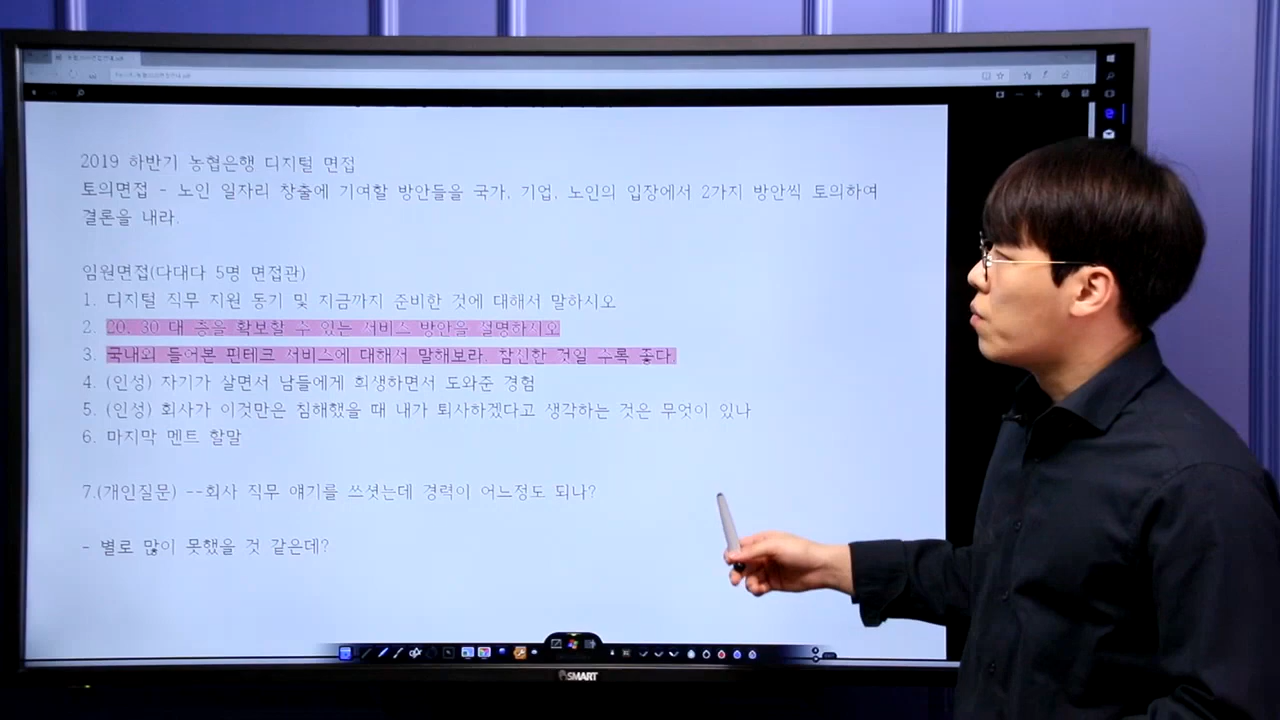 2019 하반기 농협은행 디지털 면접
토의면접 - 노인 일자리 창출에 기여할 방안들을 국가, 기업, 노인의 입장에서 2가지 방안씩 토의하여
결론을 내라.
임원면접(다대다 5명 면접관)
1. 디지털 직무 지원 동기 및 지금까지 준비한 것에 대해서 말하시오
2. 20, 30 대 층을 확보할 수 있는 서비스 방안을 설명하시오
3. 국내외 들어본 핀테크 서비스에 대해서 말해보라. 참신한 것일 수록 좋다.
4. (인성) 자기가 살면서 남들에게 희생하면서 도와준 경험
5. (인성) 회사가 이것만은 침해했을 때 내가 퇴사하겠다고 생각하는 것은 무엇이 있나
6. 마지막 멘트 할말
7.(개인질문) --회사 직무 얘기를 쓰셧는데 경력이 어느정도 되나?
- 별로 많이 못했을 것 같은데?
SMART